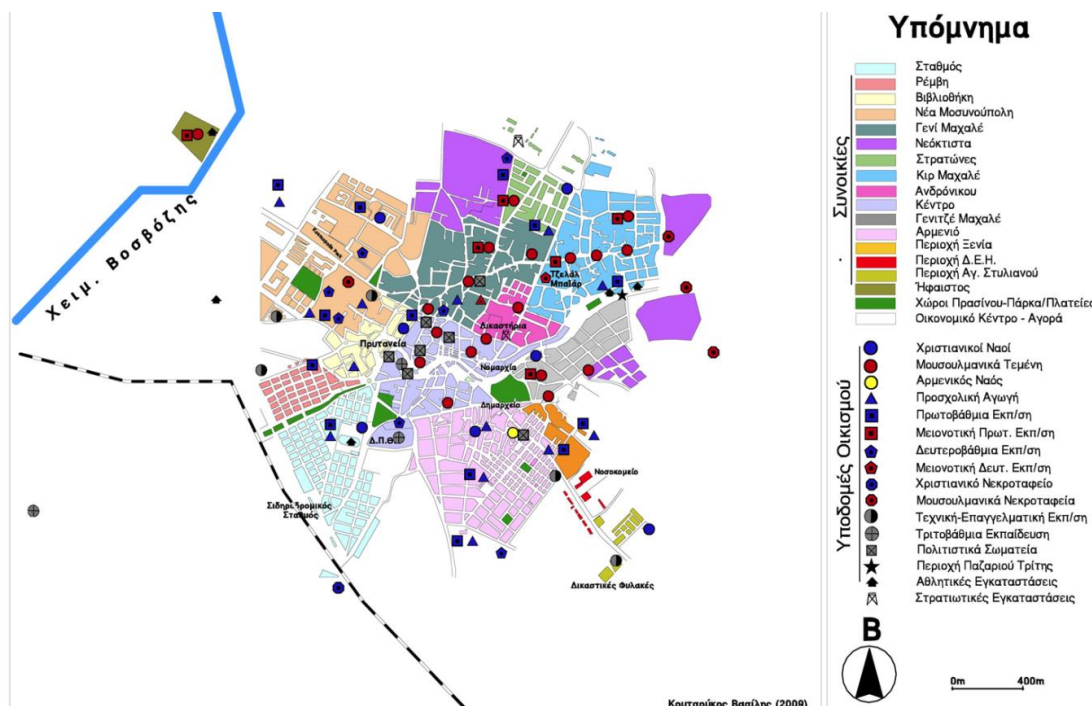 Υπόμνημα
Σταθμός
Ρέμβη
Βιβλιοθήκη
Νέα Μοσυνούπολη
Γενί Μαχαλέ
Νεόκτιστα
Στρατώνες
Κιρ Μαχαλέ
Ανδρόνικου
Κέντρο
Γενιτζέ Μαχαλέ
Αρμενιό
Περιοχή Ξενία
Περιοχή Δ.Ε.Η.
Περιοχή Αγ. Στυλιανού
Ήφαιστος
Χώροι Πρασίνου-Πάρκα/Πλατείες
Οικονομικό Κέντρο - Αγορά
Συνοικίες
Χριστιανικοί Ναοί
Μουσουλμανικά Τεμένη
Αρμενικός Ναός
Προσχολική Αγωγή
Πρωτοβάθμια Εκπ/ση
Μειονοτική Πρωτ. Εκπ/ση
Δευτεροβάθμια Εκπ/ση
Μειονοτική Δευτ. Εκπ/ση
Χριστιανικό Νεκροταφείο
Μουσουλμανικά Νεκροταφεία
Τεχνική-Επαγγελματική Εκπ/ση
Τριτοβάθμια Εκπαίδευση
Πολιτιστικά Σωματεία
Περιοχή Παζαριού Τρίτης
Αθλητικές Εγκαταστάσεις
Στρατιωτικές Εγκαταστάσεις
Υποδομές Οικισμού
Β
0m 400m
Χειμ. Βοσβόζης
Τζελάλ
Μπαϊάρ
Δικαστήρια
Πρυτανεία
Νομαρχία
Δημαρχείο
Δ.Π.Θ.
Νοσοκομείο
Σιδηροδρομικός
Σταθμός
Δικαστικές Φυλακές
Κουταρύκος Βασίλης (2009)